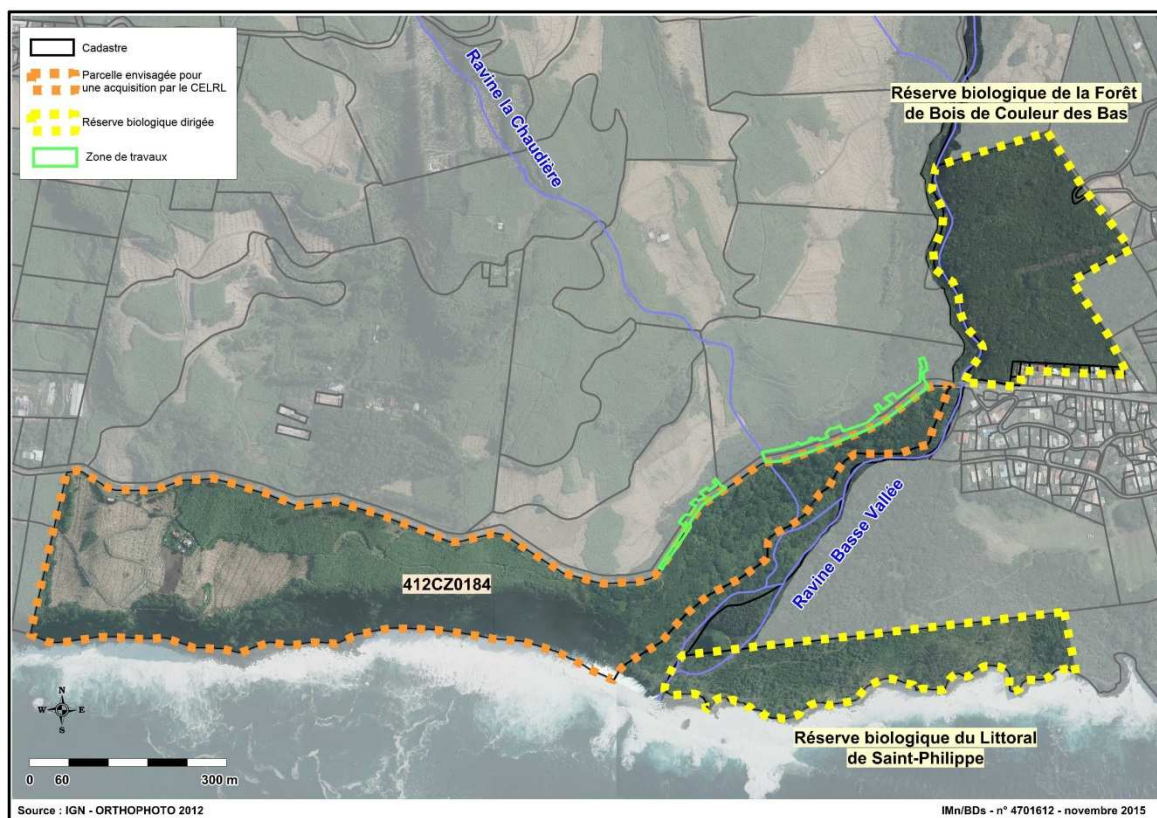 Cadastre
Parcelle envisagée pour
une acquisition par le CELRL
Réserve biologique dirigée
Zone de travaux
Ravine la Chaudière
Réserve biologique de la Forêt
de Bois de Couleur des Bas
412CZ0184
Ravine Basse Vallée
Réserve biologique du Littoral
de Saint-Philippe
N
W E
S
0 60 300 m
Source : IGN - ORTHOPHOTO 2012
IMn/BDs - n° 4701612 - novembre 2015